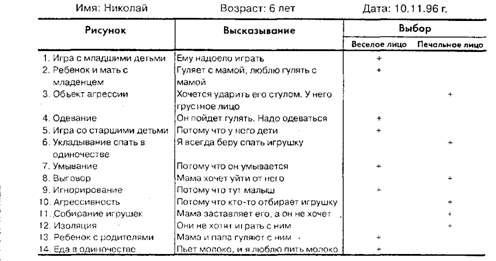 Имя: Николай Возраст: 6 лет Дата: 10.11.96 г.
Рисунок Высказывание Выбор
Веселое лицо Печальное лицо
1. Игра с младшими детьми Ему надоело играть +
2. Ребенок и мать с Гуляет с мамой, люблю гулять с +
младенцем мамой
3. Объект агрессии Хочется ударить его стулом. У него +
грустное лицо
4. Одевание Он пойдет гулять. Надо одеваться +
5. Игра со старшими детьми Потому что у него дети +
6. Укладывание спать в Я всегда беру спать игрушку +
одиночестве
7. Умывание Потому что он умывается +
8. Выговор Мама хочет уйти от него +
9. Игнорирование Потому что тут малыш +
10. Агрессивность Потому что кто-то отбирает игрушку +
11. Собирание игрушек Мама заставляет его, а он не хочет +
12. Изоляция Они не хотят играть с ним +
13. Ребенок с родителями Мама и папа гуляют с ним +
14. Еда в одиночестве Пьет молоко, и я люблю пить молоко +